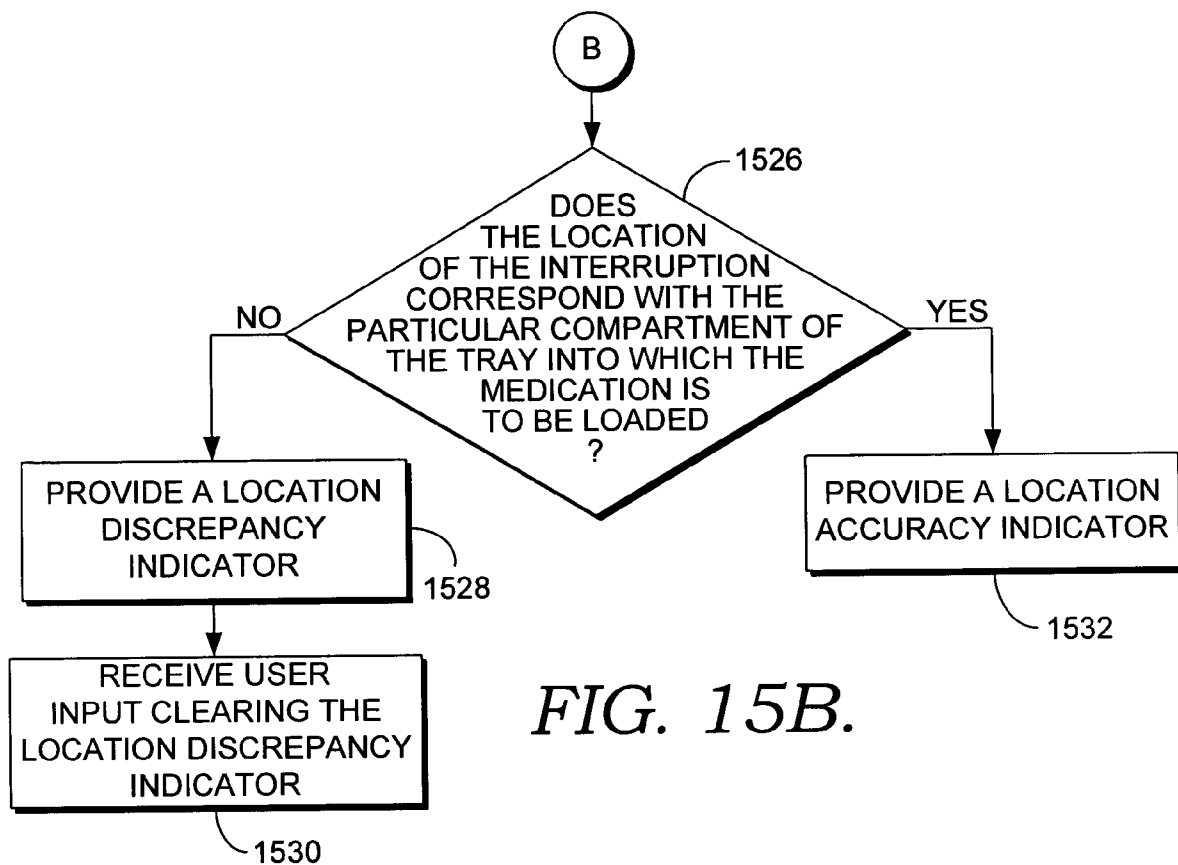 B
1526
DOES
THE LOCATION
OF THE INTERRUPTION
CORRESPOND WITH THE
PARTICULAR COMPARTMENT OF
THE TRAY INTO WHICH THE
MEDICATION IS
TO BE LOADED
?
NO
YES
PROVIDE A LOCATION
DISCREPANCY
INDICATOR
1528
PROVIDE A LOCATION
ACCURACY INDICATOR
1532
RECEIVE USER
INPUT CLEARING THE
LOCATION DISCREPANCY
INDICATOR
1530
FIG. 15B.